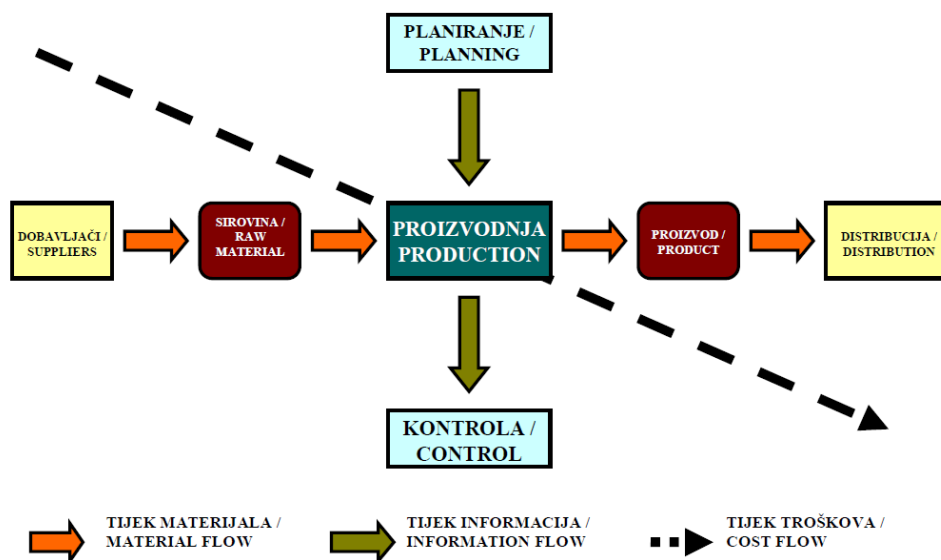 PLANIRANJE /
PLANNING
DOBAVLJAČI /
SUPPLIERS
SIROVINA /
RAW
MATERIAL
PROIZVODNJA
PRODUCTION
PROIZVOD /
PRODUCT
DISTRIBUCIJA /
DISTRIBUTION
KONTROLA /
CONTROL
TIJEK MATERIJALA /
MATERIAL FLOW
TIJEK INFORMACIJA /
INFORMATION FLOW
TIJEK TROŠKOVA /
COST FLOW